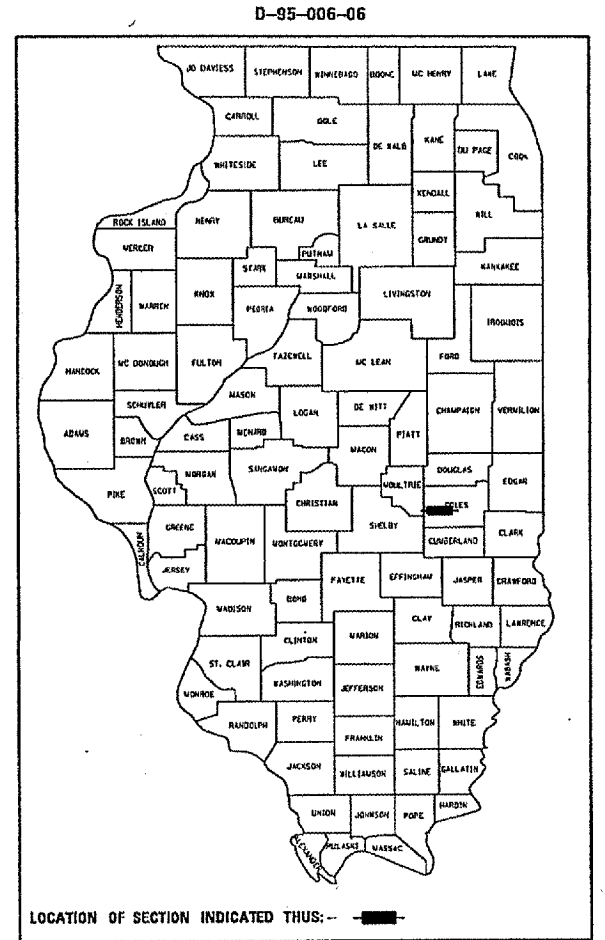 D-95-006-06
JO DAVIESS STEPHENSON WINNEBAGO BOONE MC HENRY LAKE
CARROLL OGLE DE KALB KANE DU PAGE COOK
WHITESIDE LEE
KENDALL WILL
ROCK ISLAND HENRY BUREAU LA SALLE
MERCER PUTNAM GRUNDY KANKAKEE
STARK MARSHALL
HENDERSON WARREN KNOX PEORIA WOODFORD LIVINGSTON IROQUOIS
HANCOCK MC DONOUGH FULTON TAZEWELL MC LEAN FORD
MASON
SCHUYLER LOGAN DE WITT CHAMPAIGN VERMILION
ADAMS BROWN CASS MENARD MACON PIATT
MORGAN SANGAMON DOUGLAS EDGAR
PIKE SCOTT CHRISTIAN MOULTRIE COLES
CALHOUN GREENE MACOUPIN MONTGOMERY SHELBY CUMBERLAND CLARK
JERSEY FAYETTE EFFINGHAM JASPER CRAWFORD
MADISON BOND
CLAY RICHLAND LAWRENCE
CLINTON MARION
ST. CLAIR WAYNE EDWARDS WABASH
WASHINGTON JEFFERSON
MONROE
RANDOLPH PERRY HAMILTON WHITE
FRANKLIN
JACKSON WILLIAMSON SALINE GALLATIN
UNION JOHNSON POPE HARDIN
ALEXANDER PULASKI MASSAC
LOCATION OF SECTION INDICATED THUS:--